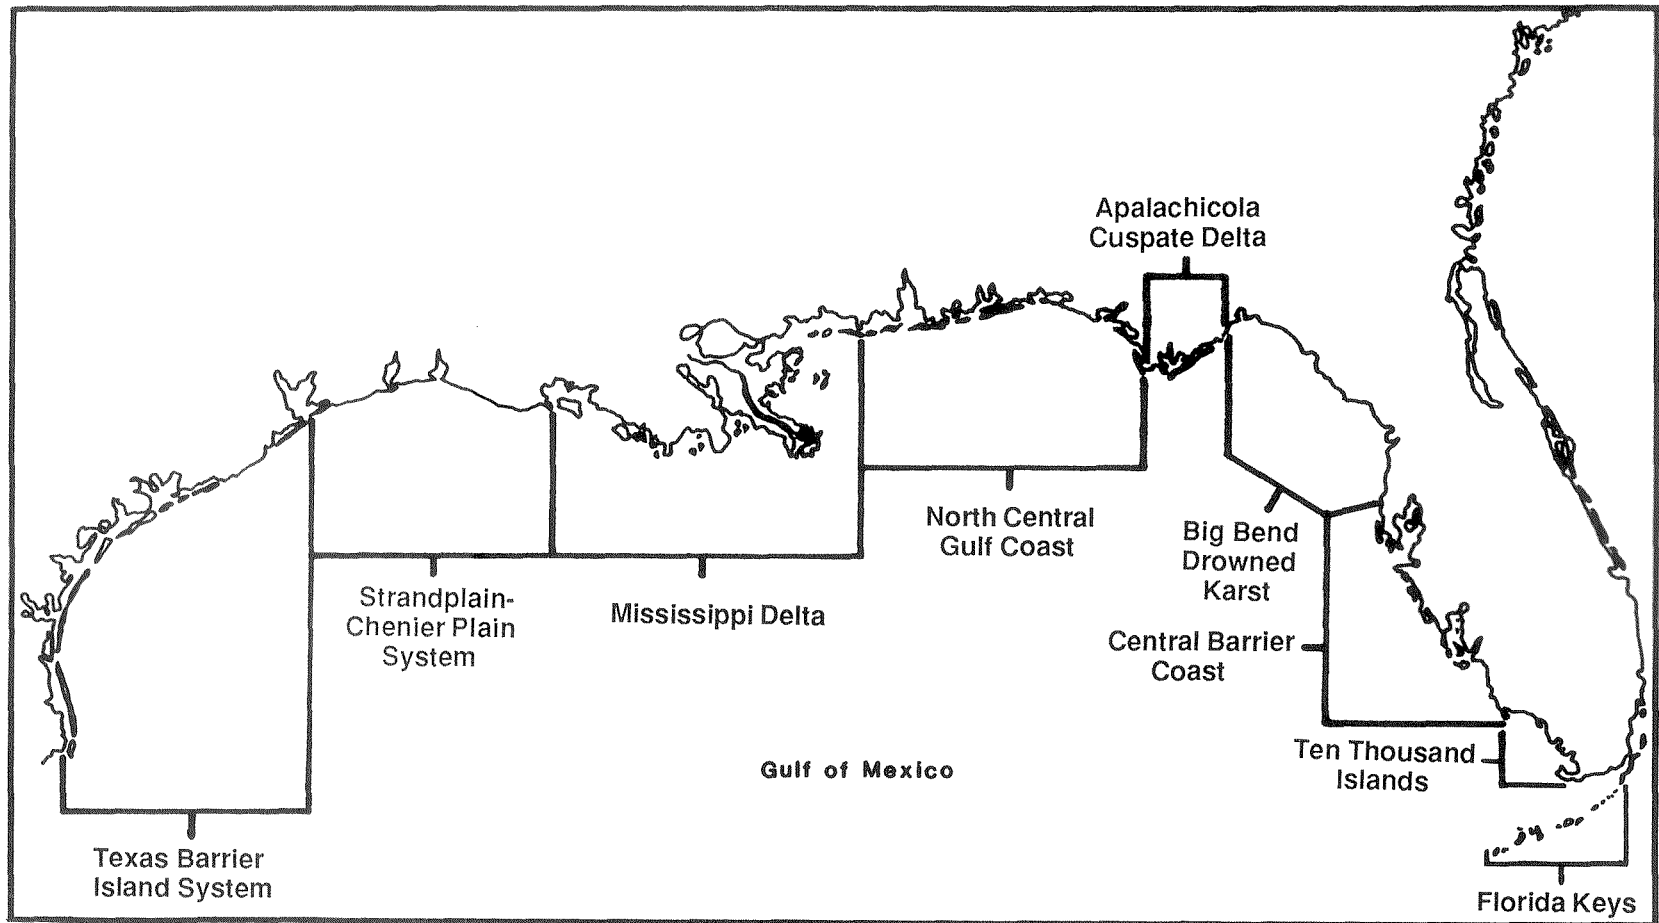 Apalachicola
Cuspate Delta
North Central
Gulf Coast
Big Bend
Drowned
Karst
Strandplain-
Chenier Plain
System
Mississippi Delta
Central Barrier
Coast
Ten Thousand
Islands
Gulf of Mexico
Texas Barrier
Island System
Florida Keys